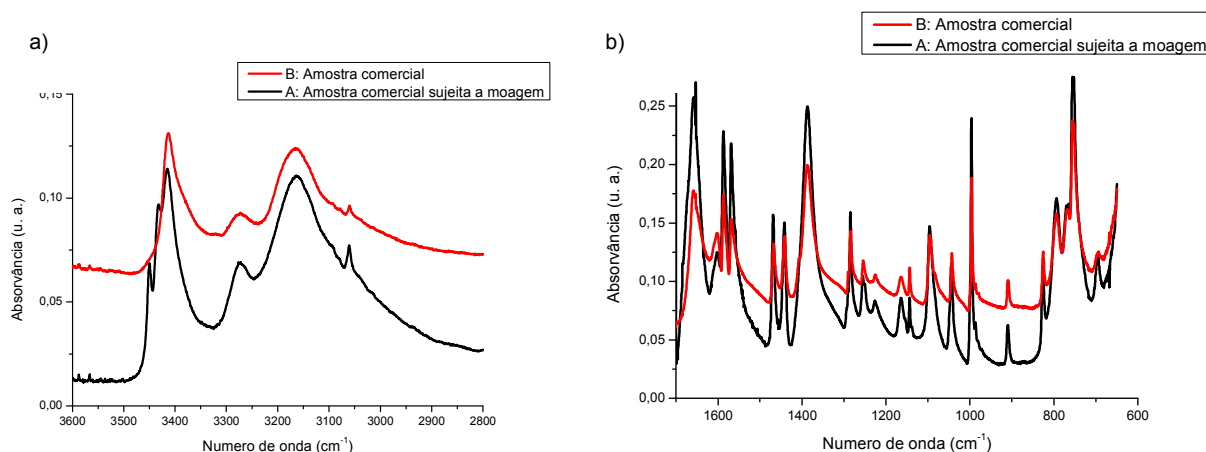 a)
B: Amostra comercial
A: Amostra comercial sujeita a moagem
0,15
0,10
0,05
0,00
Absorvância (u. a.)
3600 3500 3400 3300 3200 3100 3000 2900 2800
Numero de onda (cm-1)
b)
B: Amostra comercial
A: Amostra comercial sujeita a moagem
0,25
0,20
0,15
0,10
0,05
0,00
Absorvância (u. a.)
1600 1400 1200 1000 800 600
Numero de onda (cm-1)